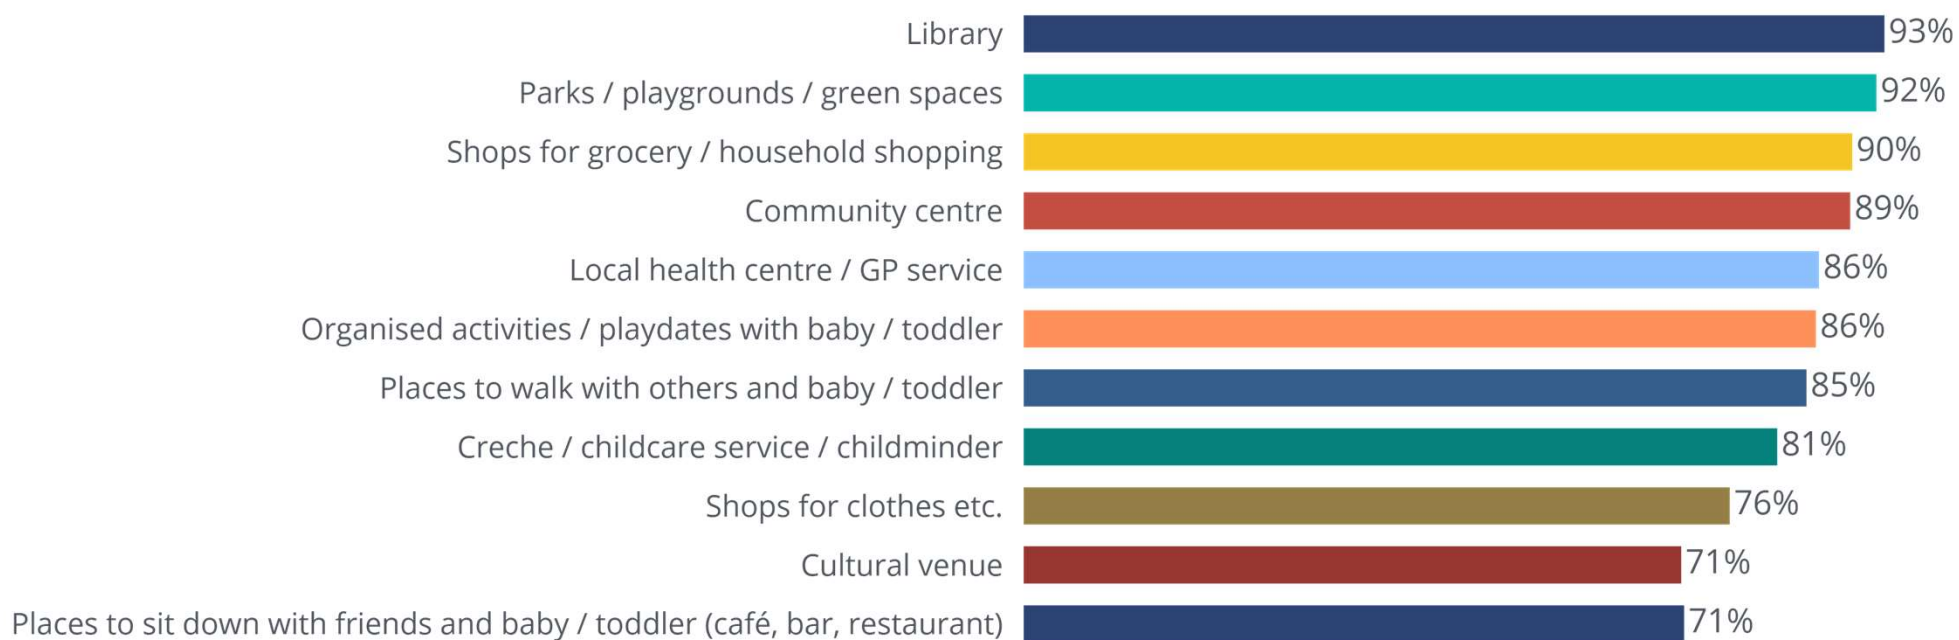 Library 93%
Parks / playgrounds / green spaces 92%
Shops for grocery / household shopping 90%
Community centre 89%
Local health centre / GP service 86%
Organised activities / playdates with baby / toddler 86%
Places to walk with others and baby / toddler 85%
Creche / childcare service / childminder 81%
Shops for clothes etc. 76%
Cultural venue 71%
Places to sit down with friends and baby / toddler (café, bar, restaurant) 71%